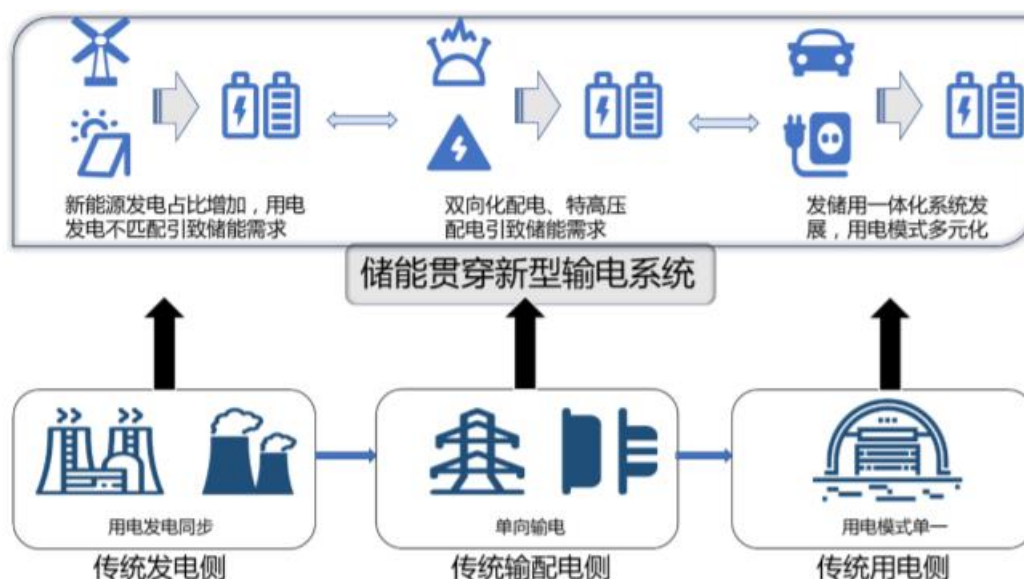 新能源发电占比增加，用电
发电不匹配引致储能需求
双向化配电、特高压
配电引致储能需求
发储用一体化系统发
展，用电模式多元化
储能贯穿新型输电系统
用电发电同步
单向输电
用电模式单一
传统发电侧
传统输配电侧
传统用电侧